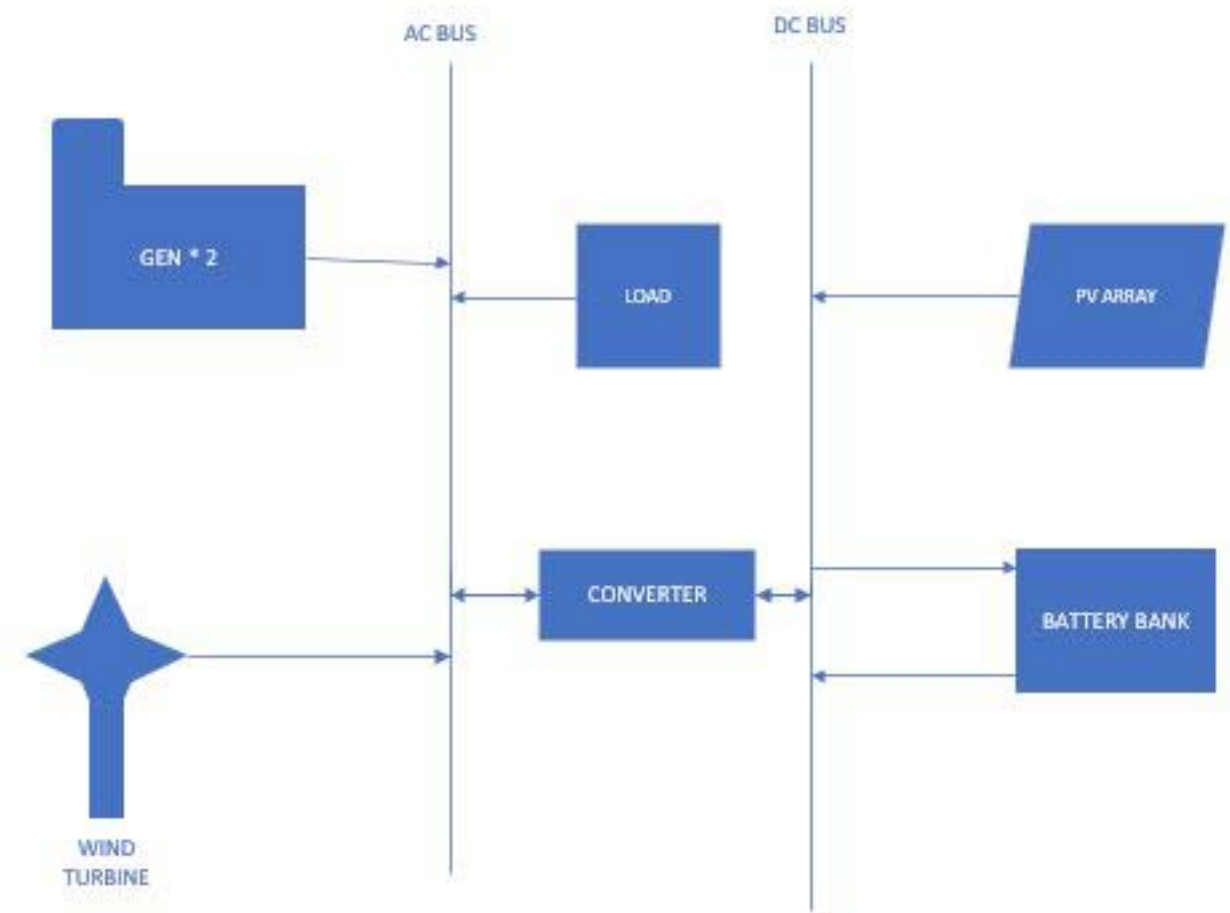 AC BUS
DC BUS
GEN * 2
LOAD
PV ARRAY
CONVERTER
BATTERY BANK
WIND
TURBINE